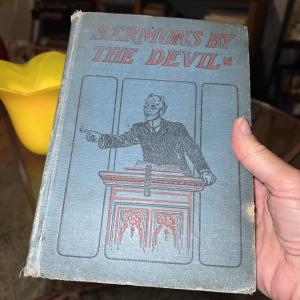 SERMONS BY
THE DEVIL